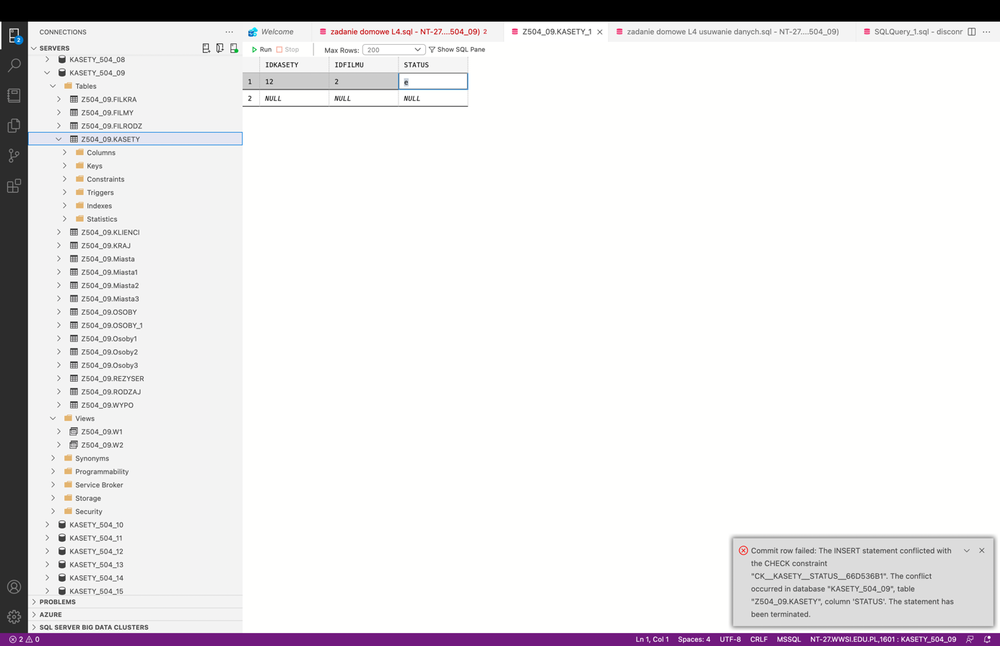 CONNECTIONS
···
Welcome
zadanie domowe L4.sql - NT-27....504_09) 2
Z504_09.KASETY_1
zadanie domowe L4 usuwanie danych.sql - NT-27....504_09)
SQLQuery_1.sql - disconr
···
2
SERVERS
Run
Stop
Max Rows:
200
Show SQL Pane
KASETY_504_08
KASETY_504_09
Tables
Z504_09.FILKRA
Z504_09.FILMY
Z504_09.FILRODZ
Z504_09.KASETY
Columns
Keys
Constraints
Triggers
Indexes
Statistics
Z504_09.KLIENCI
Z504_09.KRAJ
Z504_09.Miasta
Z504_09.Miasta1
Z504_09.Miasta2
Z504_09.Miasta3
Z504_09.OSOBY
Z504_09.OSOBY_1
Z504_09.Osoby1
Z504_09.Osoby2
Z504_09.Osoby3
Z504_09.REZYSER
Z504_09.RODZAJ
Z504_09.WYPO
Views
Z504_09.W1
Z504_09.W2
Synonyms
Programmability
Service Broker
Storage
Security
KASETY_504_10
KASETY_504_11
KASETY_504_12
KASETY_504_13
KASETY_504_14
KASETY_504_15
PROBLEMS
AZURE
SQL SERVER BIG DATA CLUSTERS
IDKASETY IDFILMU STATUS
1 12 2 e
2 NULL NULL NULL
Commit row failed: The INSERT statement conflicted with
the CHECK constraint
"CK__KASETY__STATUS__66D536B1". The conflict
occurred in database "KASETY_504_09", table
"Z504_09.KASETY", column 'STATUS'. The statement has
been terminated.
2 0
Ln 1, Col 1 Spaces: 4 UTF-8 CRLF MSSQL NT-27.WWSI.EDU.PL,1601 : KASETY_504_09